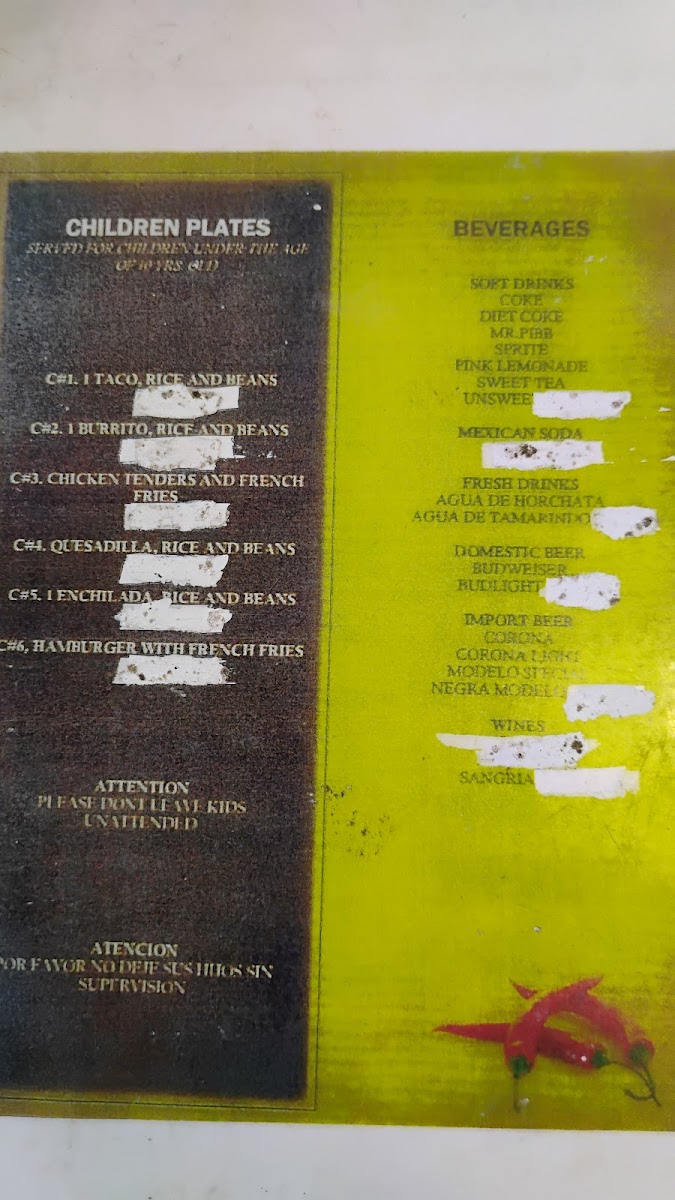 CHILDREN PLATES
SERVED FOR CHILDREN UNDER THE AGE
OF 10 YRS OLD
C#1. 1 TACO, RICE AND BEANS
C#2. 1 BURRITO, RICE AND BEANS
C#3. CHICKEN TENDERS AND FRENCH
FRIES
C#4. QUESADILLA, RICE AND BEANS
C#5. 1 ENCHILADA, RICE AND BEANS
C#6, HAMBURGER WITH FRENCH FRIES
ATTENTION
PLEASE DONT LEAVE KIDS
UNATTENDED
ATENCION
POR FAVOR NO DEJE SUS HIJOS SIN
SUPERVISION
BEVERAGES
SOFT DRINKS
COKE
DIET COKE
MR.PIBB
SPRITE
PINK LEMONADE
SWEET TEA
UNSWEE
MEXICAN SODA
FRESH DRINKS
AGUA DE HORCHATA
AGUA DE TAMARINDO
DOMESTIC BEER
BUDWEISER
BUDLIGHT
IMPORT BEER
CORONA
CORONA LIGHT
MODELO SPECIAL
NEGRA MODELO
WINES
SANGRIA